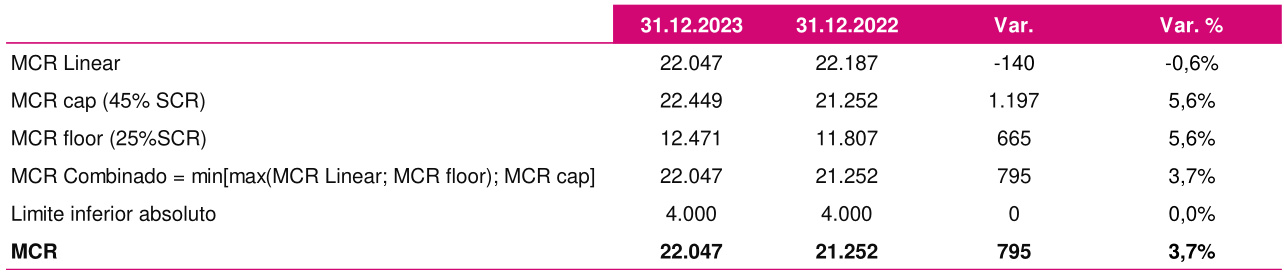 31.12.2023 31.12.2022 Var. Var. %
MCR Linear 22.047 22.187 -140 -0,6%
MCR cap (45% SCR) 22.449 21.252 1.197 5,6%
MCR floor (25%SCR) 12.471 11.807 665 5,6%
MCR Combinado = min[max(MCR Linear; MCR floor); MCR cap] 22.047 21.252 795 3,7%
Limite inferior absoluto 4.000 4.000 0 0,0%
MCR 22.047 21.252 795 3,7%